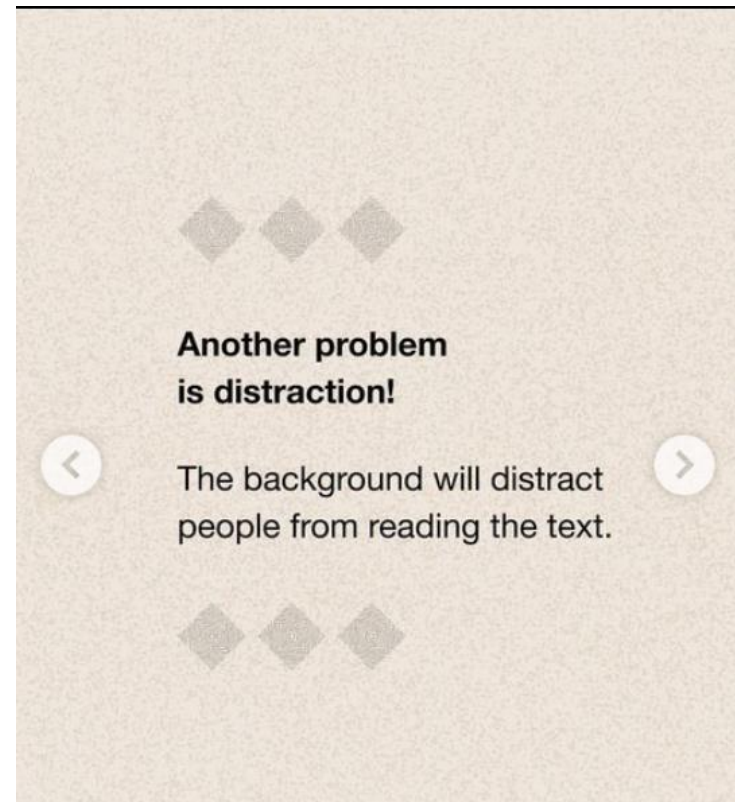 Another problem
is distraction!
The background will distract
people from reading the text.